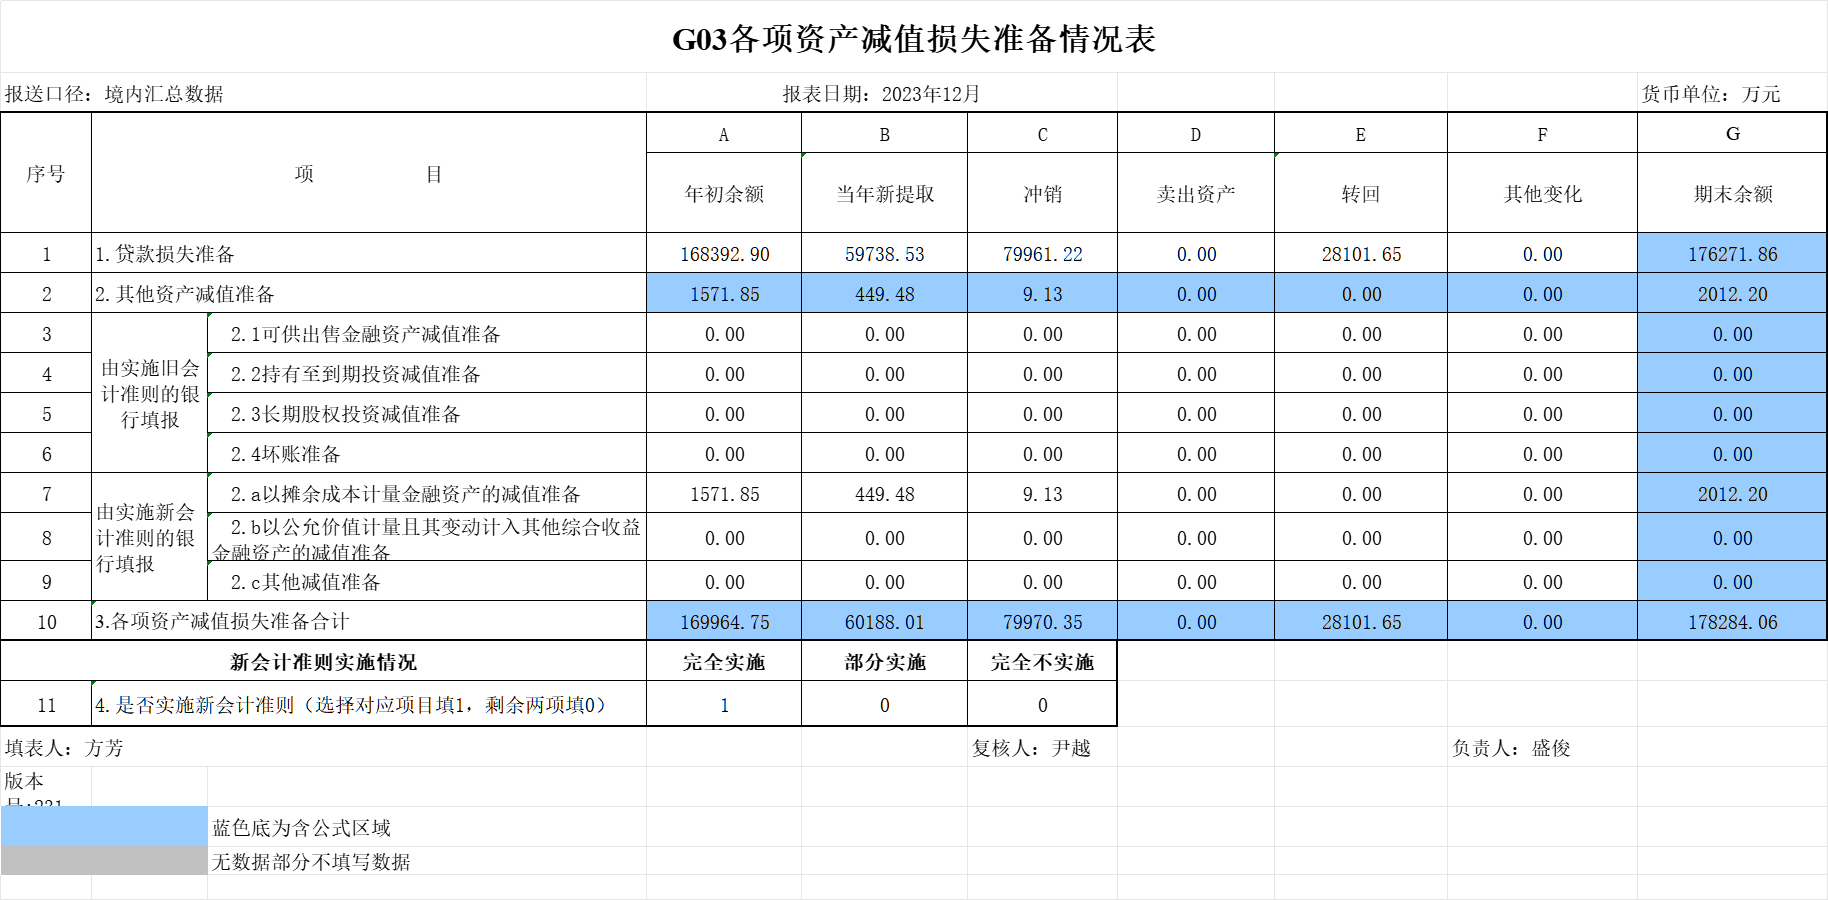 G03各项资产减值损失准备情况表
报送口径：境内汇总数据 报表日期：2023年12月 货币单位：万元
序号 项 目 A B C D E F G
年初余额 当年新提取 冲销 卖出资产 转回 其他变化 期末余额
1 1.贷款损失准备 168392.90 59738.53 79961.22 0.00 28101.65 0.00 176271.86
2 2.其他资产减值准备 1571.85 449.48 9.13 0.00 0.00 0.00 2012.20
由实施旧会
计准则的银
行填报
3 2.1可供出售金融资产减值准备 0.00 0.00 0.00 0.00 0.00 0.00 0.00
4 2.2持有至到期投资减值准备 0.00 0.00 0.00 0.00 0.00 0.00 0.00
5 2.3长期股权投资减值准备 0.00 0.00 0.00 0.00 0.00 0.00 0.00
6 2.4坏账准备 0.00 0.00 0.00 0.00 0.00 0.00 0.00
由实施新会
计准则的银
行填报
7 2.a以摊余成本计量金融资产的减值准备 1571.85 449.48 9.13 0.00 0.00 0.00 2012.20
8 2.b以公允价值计量且其变动计入其他综合收益
金融资产的减值准备 0.00 0.00 0.00 0.00 0.00 0.00 0.00
9 2.c其他减值准备 0.00 0.00 0.00 0.00 0.00 0.00 0.00
10 3.各项资产减值损失准备合计 169964.75 60188.01 79970.35 0.00 28101.65 0.00 178284.06
新会计准则实施情况 完全实施 部分实施 完全不实施
11 4.是否实施新会计准则（选择对应项目填1，剩余两项填0） 1 0 0
填表人：方芳 复核人：尹越 负责人：盛俊
版本
号:231
蓝色底为含公式区域
无数据部分不填写数据